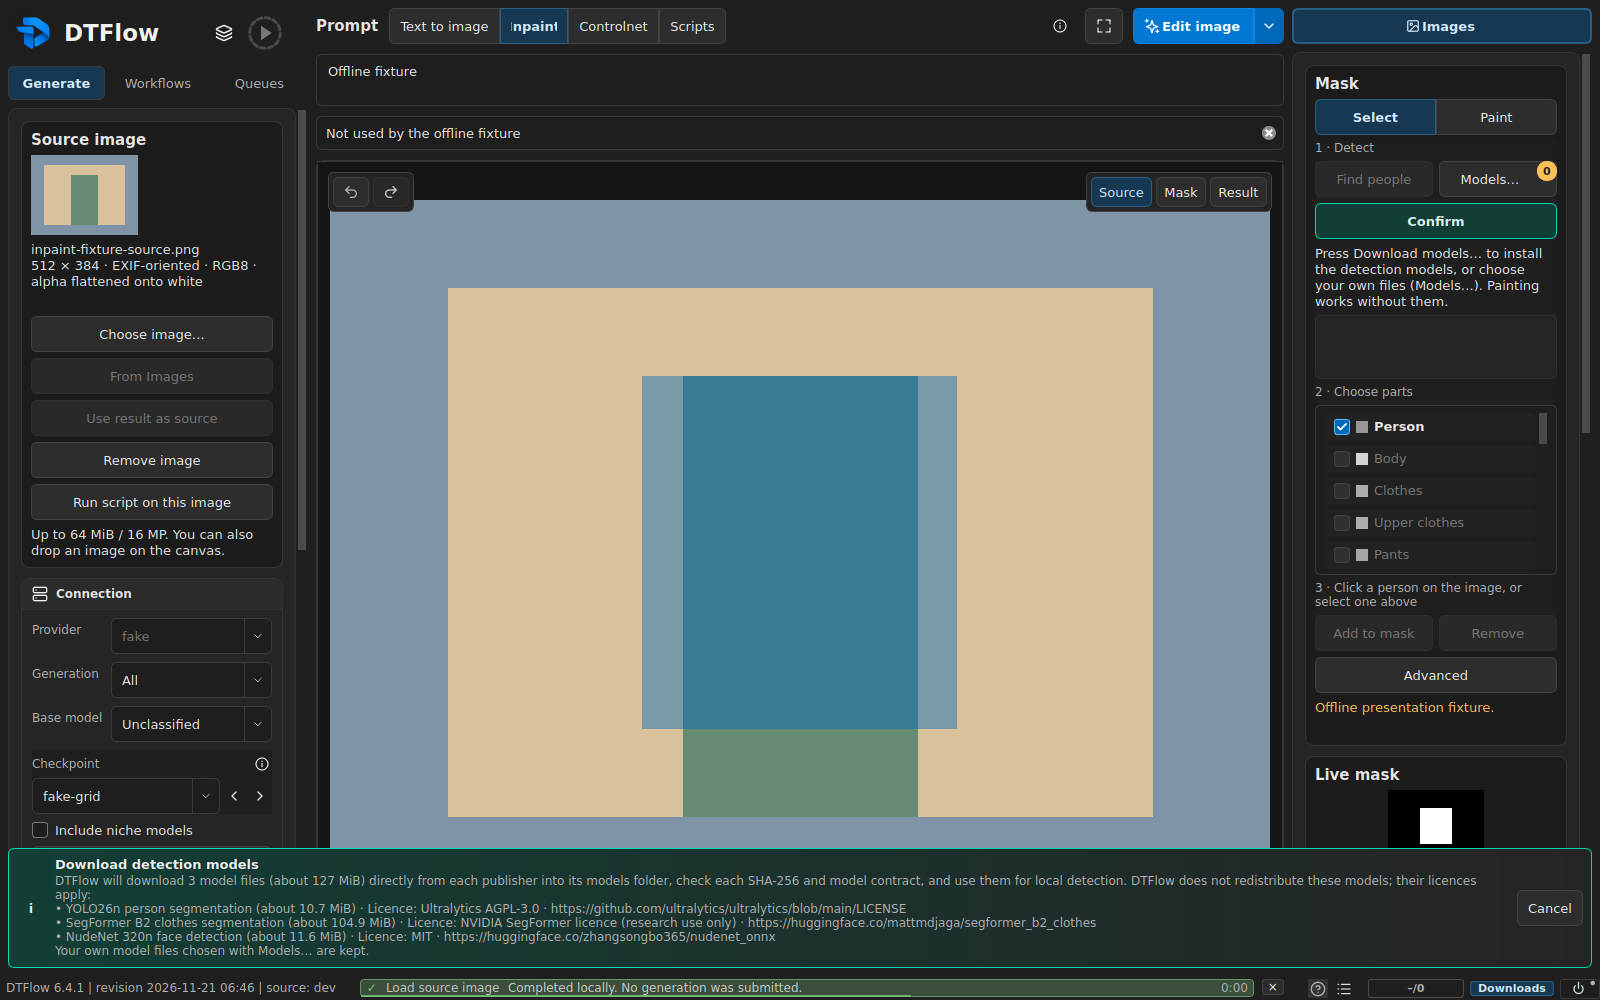 DTFlow
Generate
Workflows
Queues
Source image
inpaint-fixture-source.png
512 × 384 · EXIF-oriented · RGB8 ·
alpha flattened onto white
Choose image…
From Images
Use result as source
Remove image
Run script on this image
Up to 64 MiB / 16 MP. You can also
drop an image on the canvas.
Connection
Provider
fake
Generation
All
Base model
Unclassified
Checkpoint
fake-grid
Include niche models
Prompt
Text to image
Inpaint
Controlnet
Scripts
Edit image
Offline fixture
Not used by the offline fixture
Source
Mask
Result
Images
Mask
Select
Paint
1 · Detect
Find people
Models…
0
Confirm
Press Download models… to install
the detection models, or choose
your own files (Models…). Painting
works without them.
2 · Choose parts
Person
Body
Clothes
Upper clothes
Pants
3 · Click a person on the image, or
select one above
Add to mask
Remove
Advanced
Offline presentation fixture.
Live mask
Download detection models
DTFlow will download 3 model files (about 127 MiB) directly from each publisher into its models folder, check each SHA-256 and model contract, and use them for local detection. DTFlow does not redistribute these models; their licences
apply:
• YOLO26n person segmentation (about 10.7 MiB) · Licence: Ultralytics AGPL-3.0 · https://github.com/ultralytics/ultralytics/blob/main/LICENSE
• SegFormer B2 clothes segmentation (about 104.9 MiB) · Licence: NVIDIA SegFormer licence (research use only) · https://huggingface.co/mattmdjaga/segformer_b2_clothes
• NudeNet 320n face detection (about 11.6 MiB) · Licence: MIT · https://huggingface.co/zhangsongbo365/nudenet_onnx
Your own model files chosen with Models… are kept.
Cancel
DTFlow 6.4.1 | revision 2026-11-21 06:46 | source: dev
✓ Load source image Completed locally. No generation was submitted.
0:00
–/0
Downloads